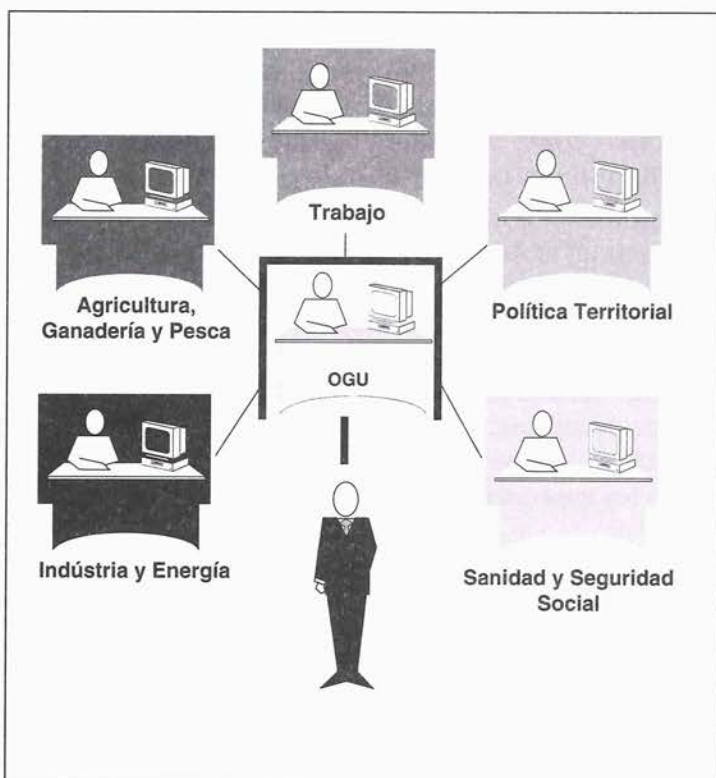 Trabajo
Agricultura,
Ganadería y Pesca
Política Territorial
OGU
Indústria y Energía
Sanidad y Seguridad
Social